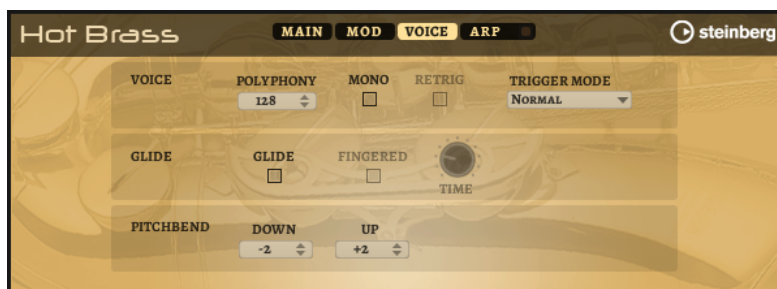 Hot Brass MAIN MOD VOICE ARP steinberg
VOICE POLYPHONY MONO RETRIG TRIGGER MODE
128 NORMAL
GLIDE GLIDE FINGERED
TIME
PITCHBEND DOWN UP
-2 +2